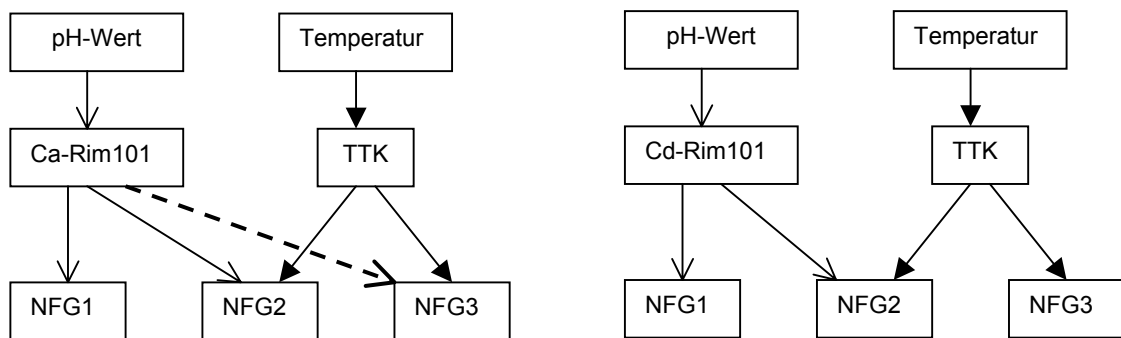 pH-Wert
Temperatur
Ca-Rim101
TTK
NFG1
NFG2
NFG3
pH-Wert
Temperatur
Cd-Rim101
TTK
NFG1
NFG2
NFG3